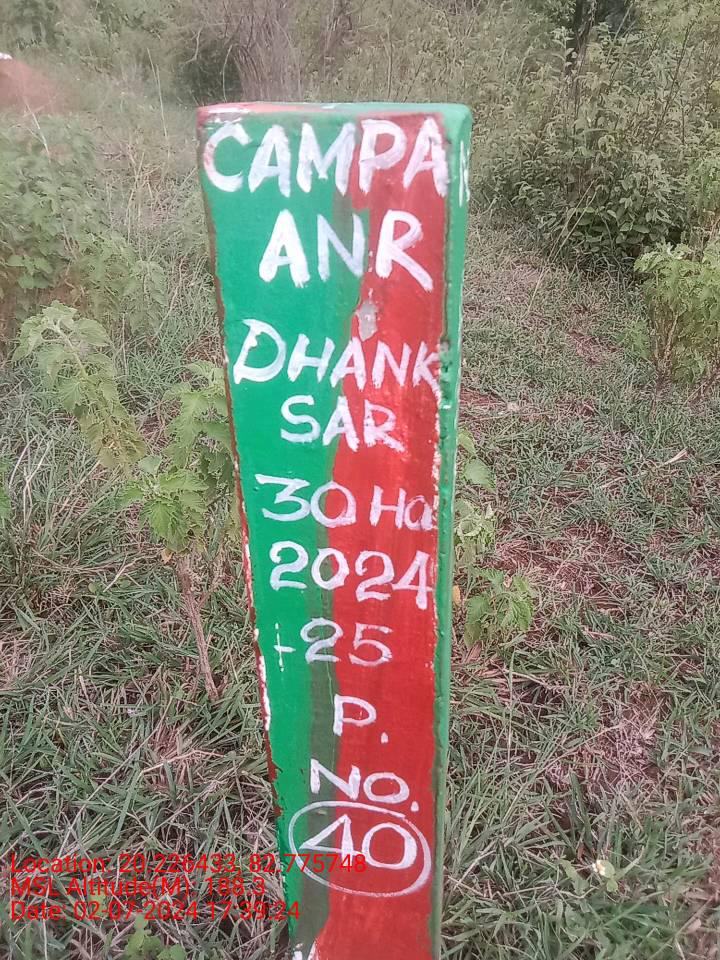 CAMPA
ANR
DHANK
SAR
30 Ha
2024
-25
P.
NO.
40
Location: 20.226433, 82.775748
MSL Altitude(M): 188.3
Date: 02-07-2024 17:39:24